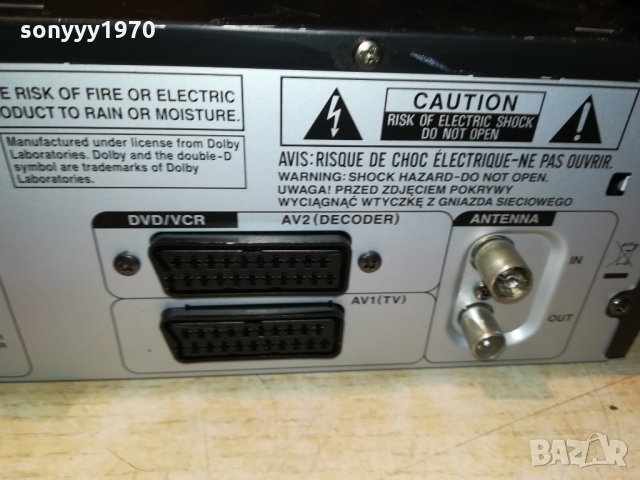 sonyyy1970
E RISK OF FIRE OR ELECTRIC
RODUCT TO RAIN OR MOISTURE.
CAUTION
RISK OF ELECTRIC SHOCK
DO NOT OPEN
Manufactured under license from Dolby
Laboratories. Dolby and the double-D
symbol are trademarks of Dolby
Laboratories.
AVIS: RISQUE DE CHOC ÉLECTRIQUE-NE PAS OUVRIR.
WARNING: SHOCK HAZARD-DO NOT OPEN.
UWAGA! PRZED ZDJĘCIEM POKRYWY
WYCIĄGNĄĆ WTYCZKĘ Z GNIAZDA SIECIOWEGO
DVD/VCR
AV2(DECODER)
ANTENNA
IN
AV1(TV)
OUT
BAZAR